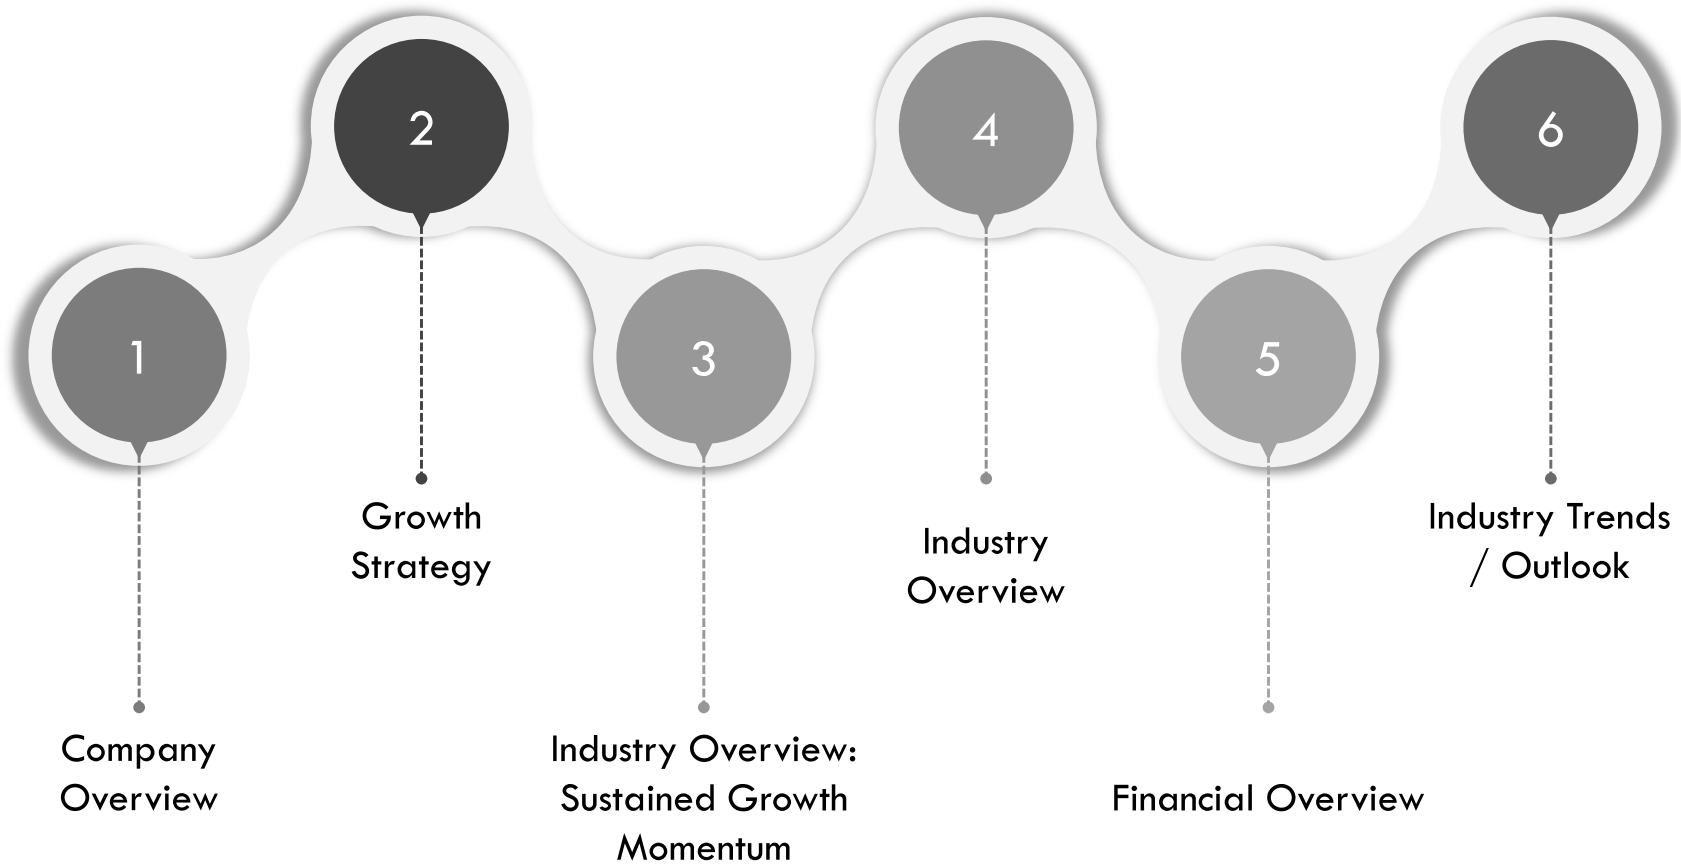 1
Company
Overview
2
Growth
Strategy
3
Industry Overview:
Sustained Growth
Momentum
4
Industry
Overview
5
Financial Overview
6
Industry Trends
/ Outlook